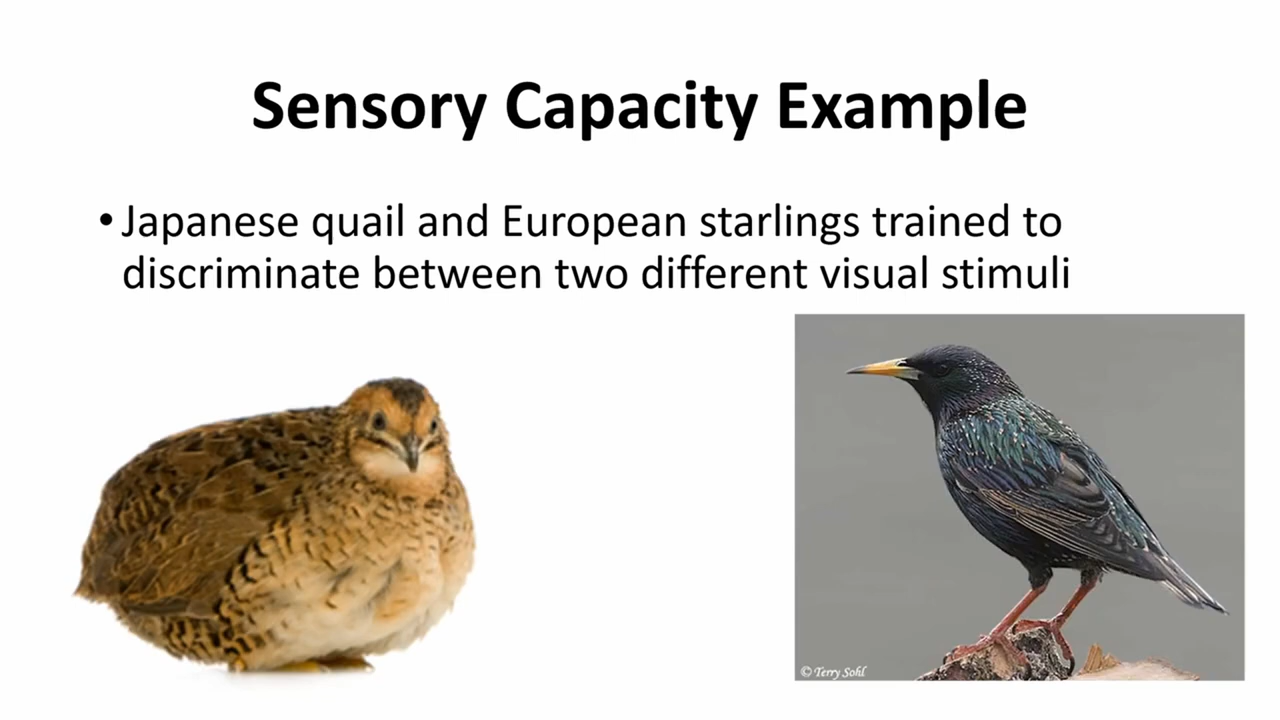 Sensory Capacity Example
• Japanese quail and European starlings trained to
discriminate between two different visual stimuli
© Terry Sohl